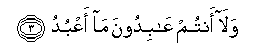 وَلَآ أَنتُمْ عَـٰبِدُونَ مَآ أَعْبُدُ ۝٣